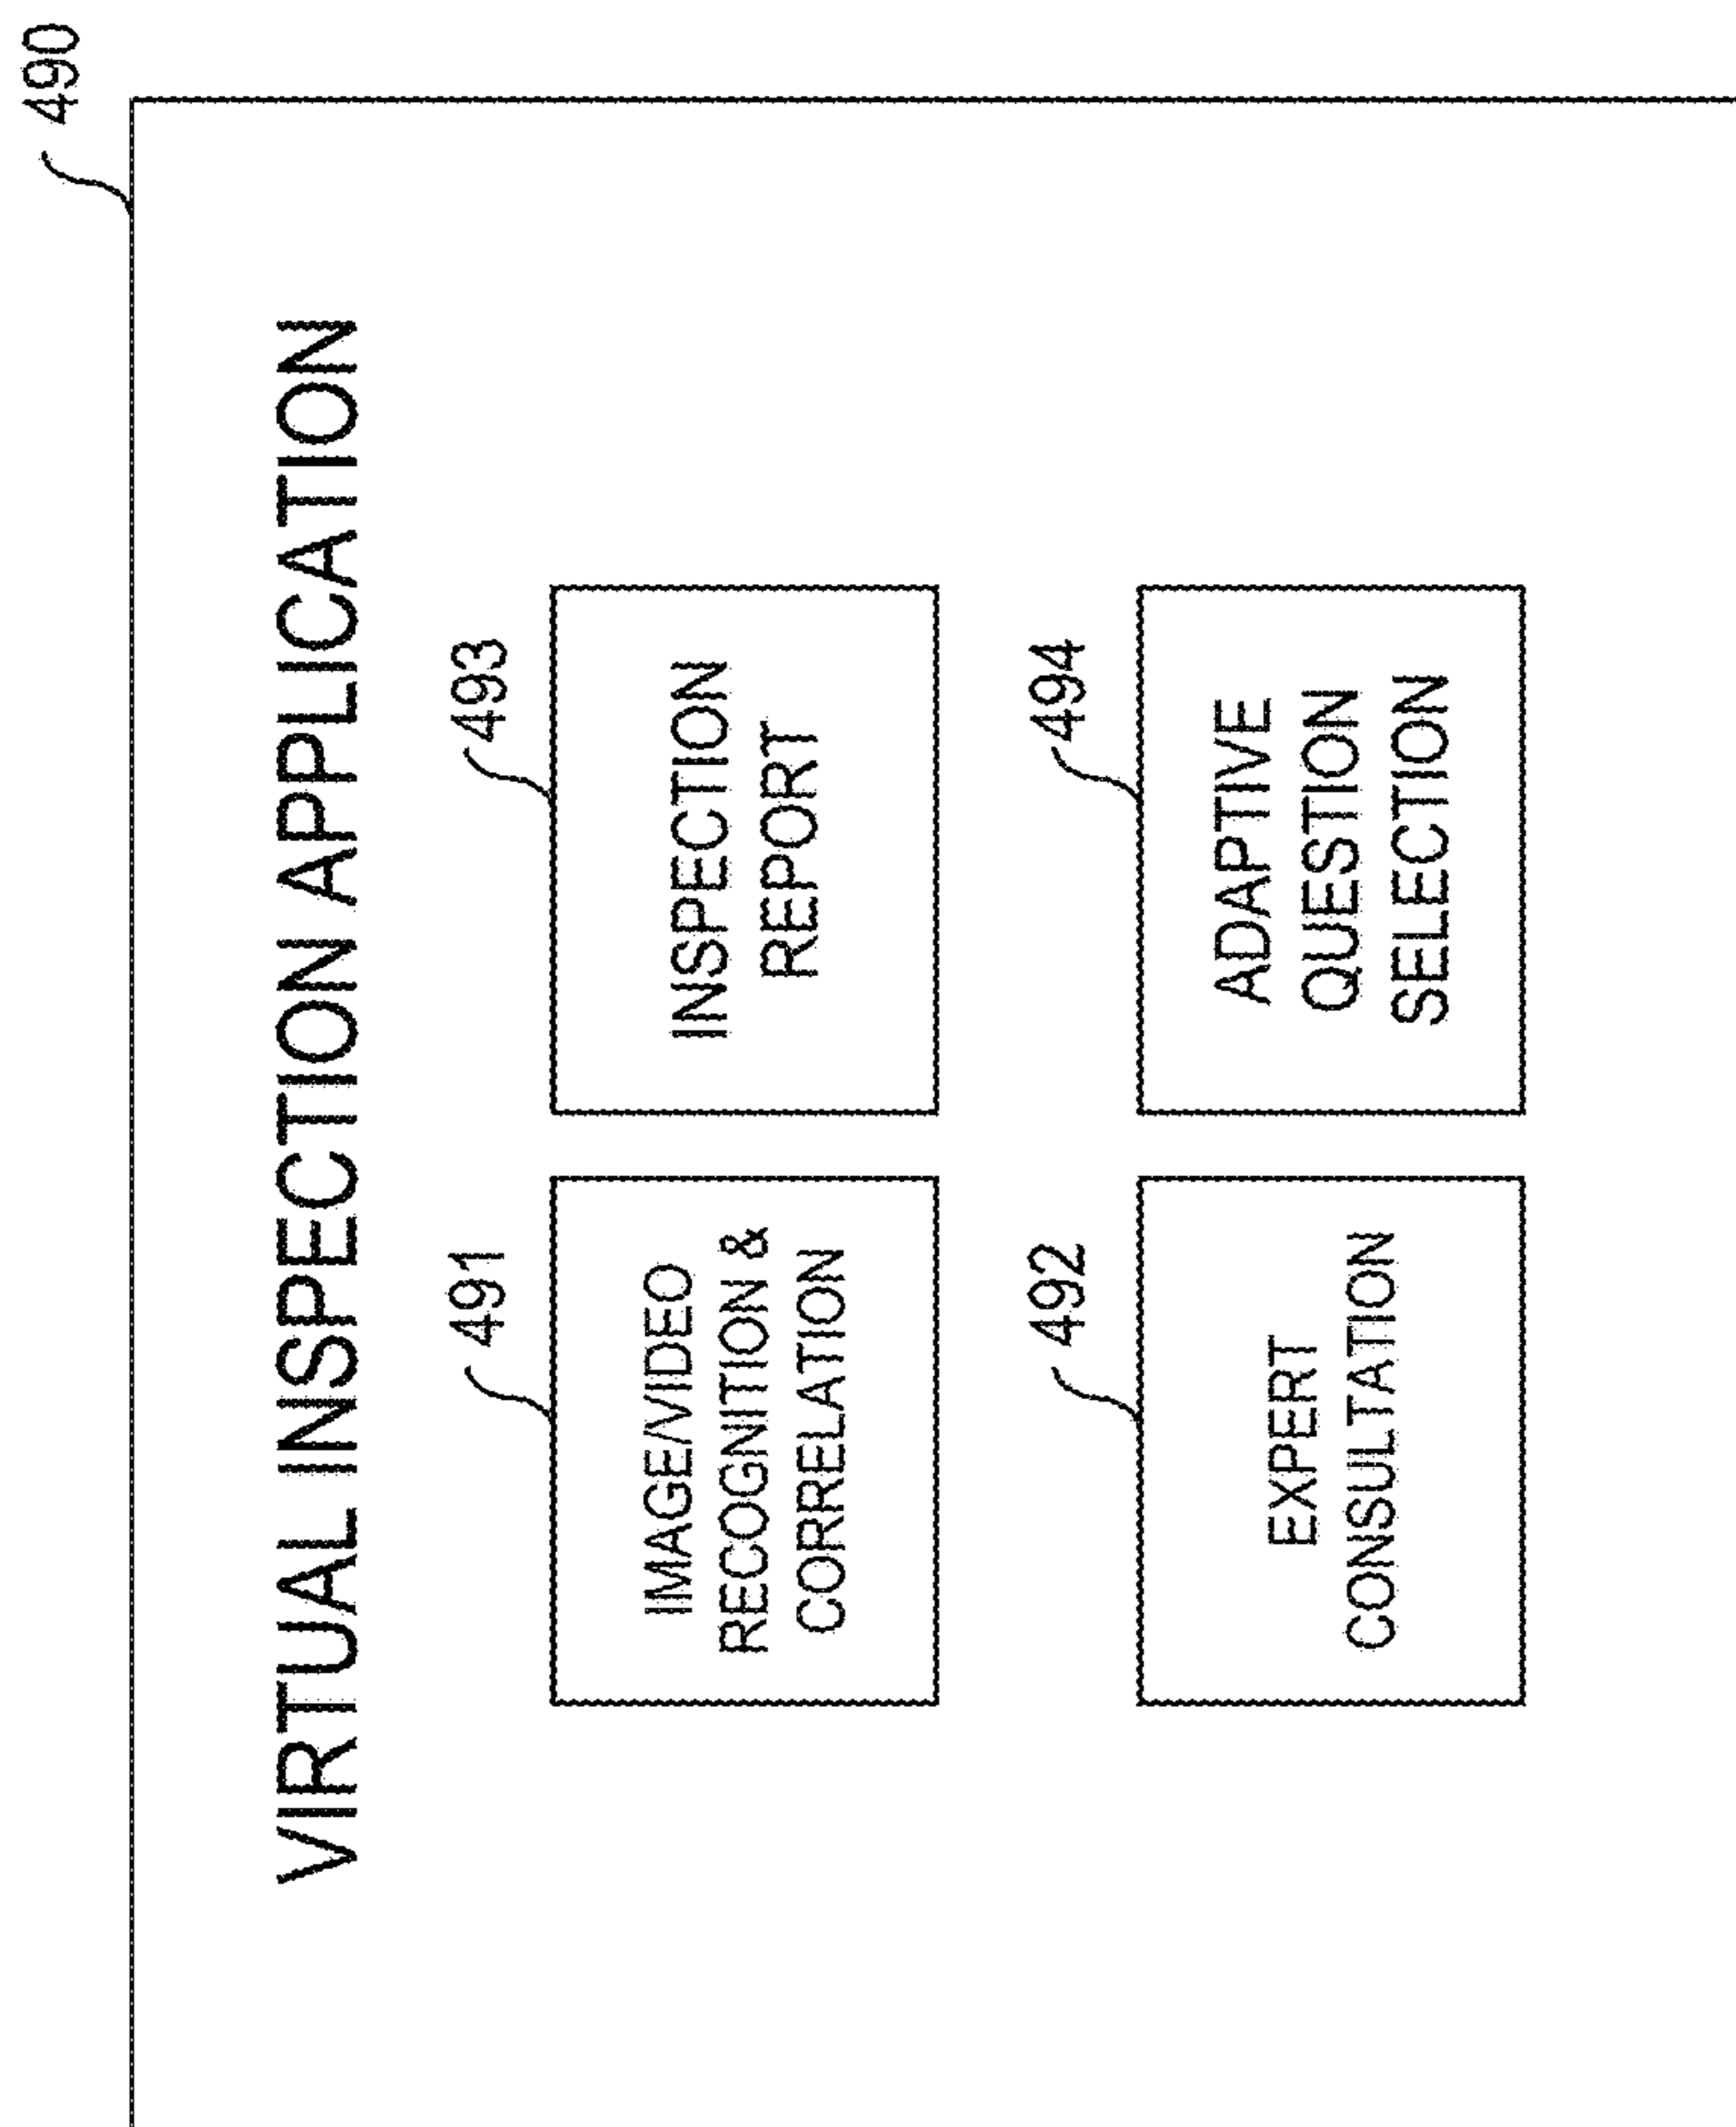 490
VIRTUAL INSPECTION APPLICATION
491
IMAGE/VIDEO
RECOGNITION &
CORRELATION
493
INSPECTION
REPORT
492
EXPERT
CONSULTATION
494
ADAPTIVE
QUESTION
SELECTION